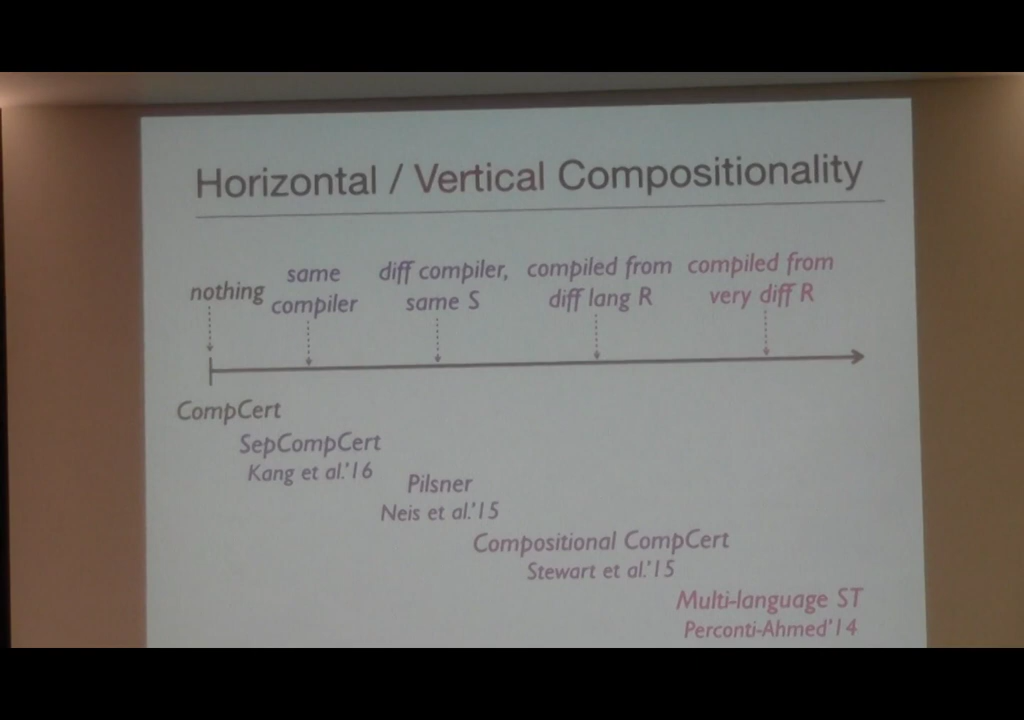 Horizontal / Vertical Compositionality
nothing
same
compiler
diff compiler,
same S
compiled from
diff lang R
compiled from
very diff R
CompCert
SepCompCert
Kang et al.'16
Pilsner
Neis et al.'15
Compositional CompCert
Stewart et al.'15
Multi-language ST
Perconti-Ahmed'14